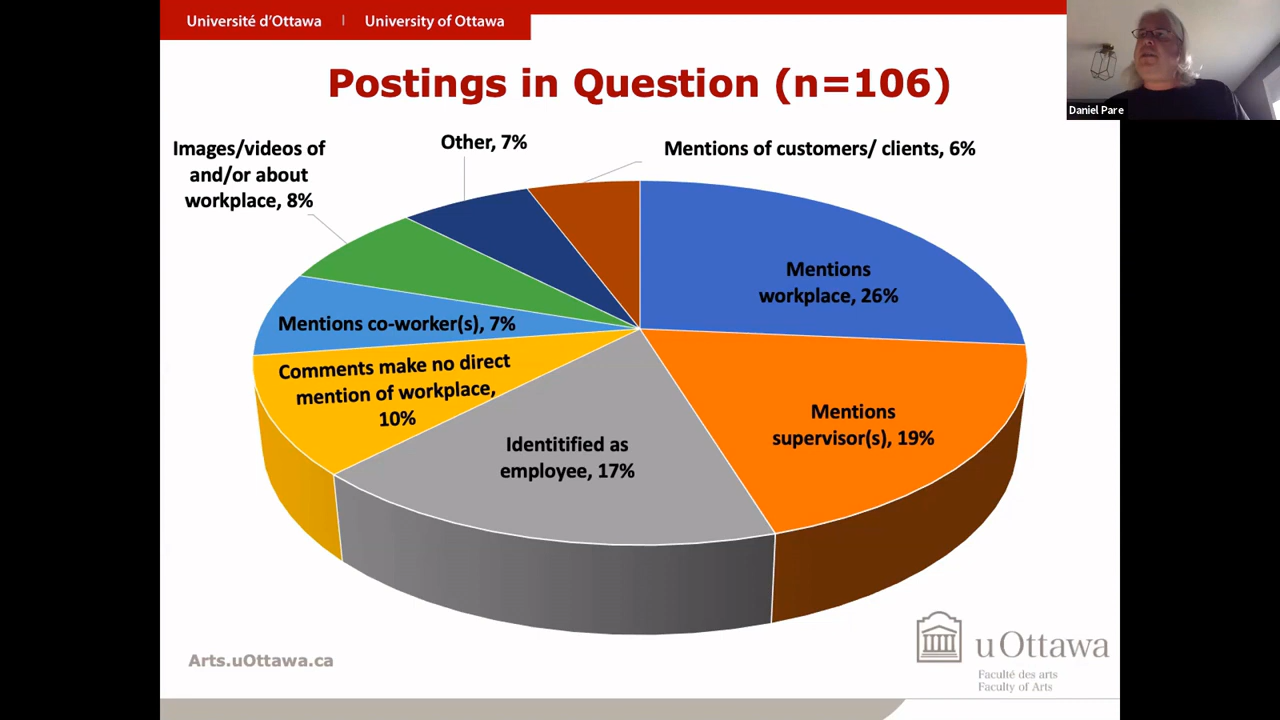 Université d'Ottawa | University of Ottawa
Daniel Pare
Postings in Question (n=106)
Images/videos of
and/or about
workplace, 8%
Other, 7%
Mentions of customers/ clients, 6%
Mentions
workplace, 26%
Mentions co-worker(s), 7%
Comments make no direct
mention of workplace,
10%
Mentions
supervisor(s), 19%
Identitified as
employee, 17%
Arts.uOttawa.ca
uOttawa
Faculté des arts
Faculty of Arts